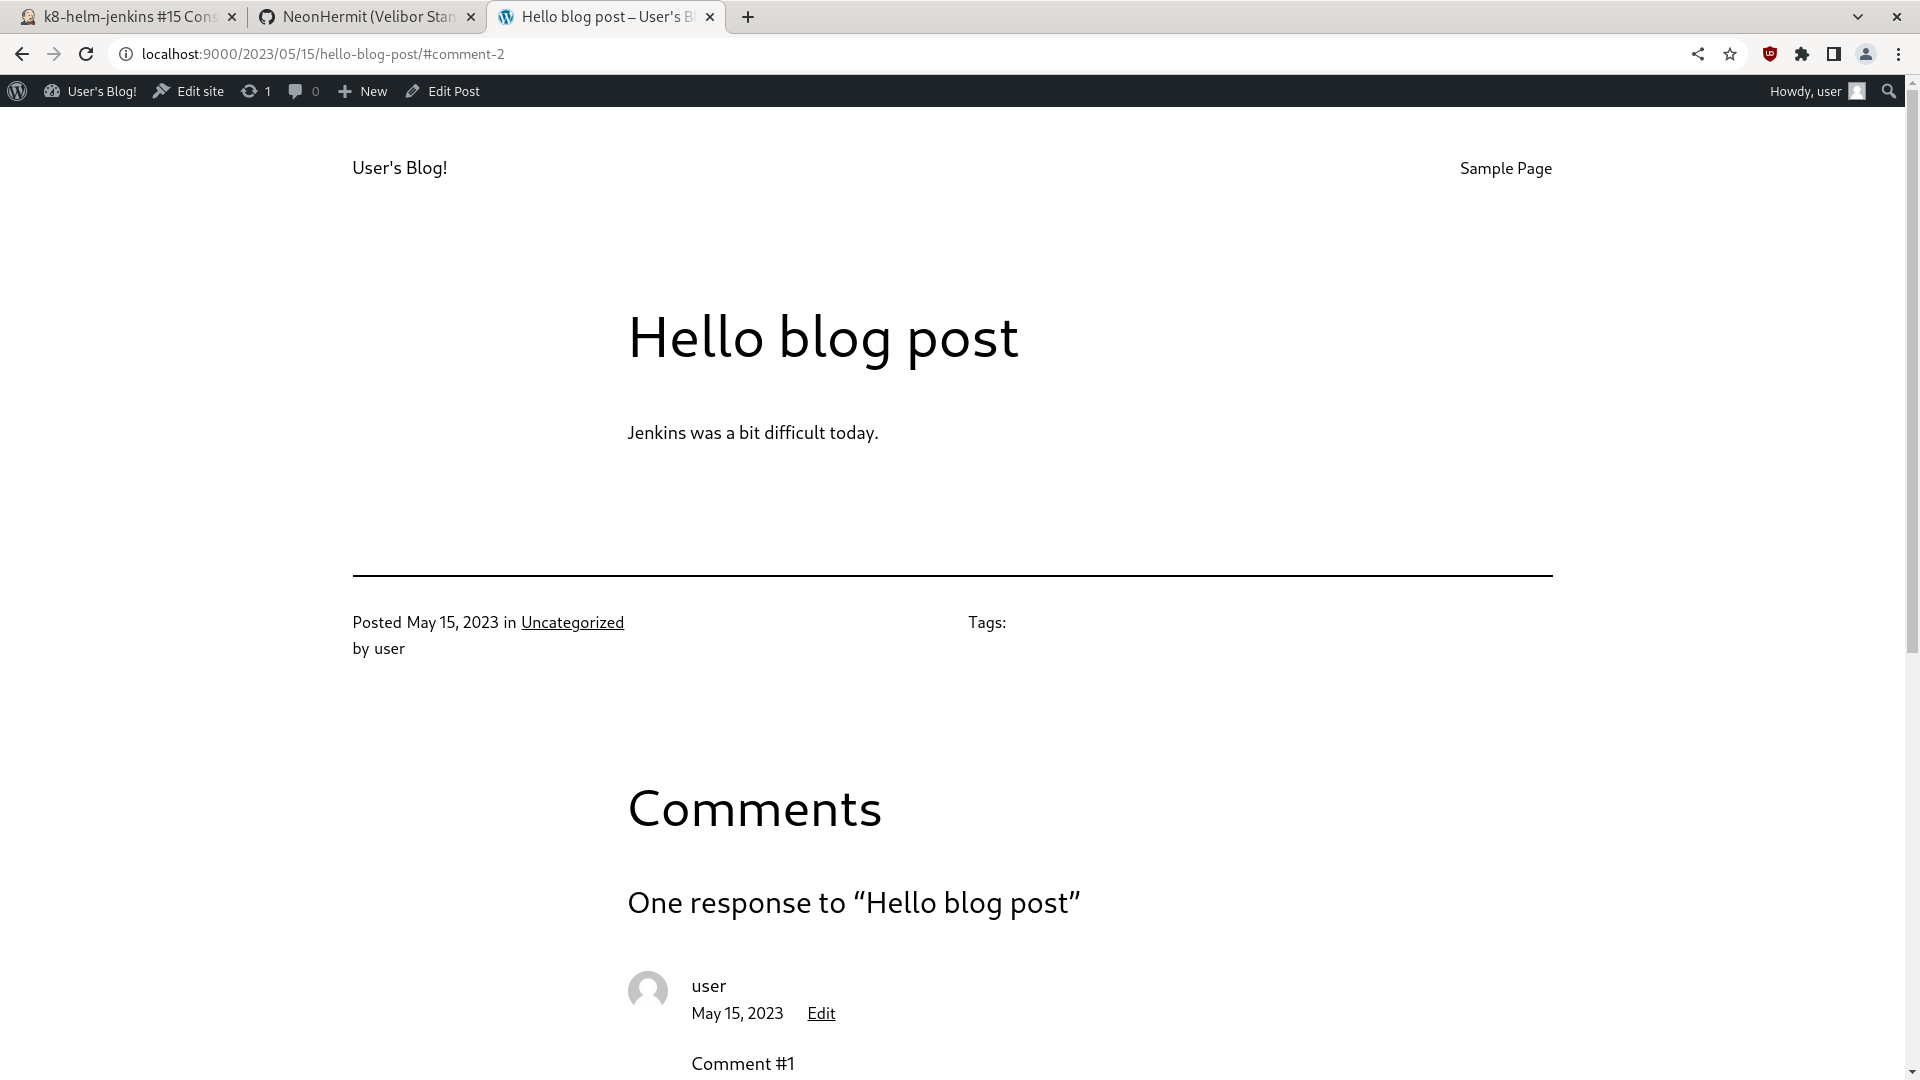 k8-helm-jenkins #15 Cons
NeonHermit (Velibor Stan
Hello blog post – User's B
localhost:9000/2023/05/15/hello-blog-post/#comment-2
User's Blog! Edit site 1 0 New Edit Post Howdy, user
User's Blog! Sample Page
Hello blog post
Jenkins was a bit difficult today.
Posted May 15, 2023 in Uncategorized
by user
Tags:
Comments
One response to “Hello blog post”
user
May 15, 2023 Edit
Comment #1